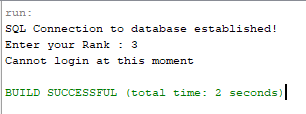 run:
SQL Connection to database established!
Enter your Rank : 3
Cannot login at this moment
BUILD SUCCESSFUL (total time: 2 seconds)